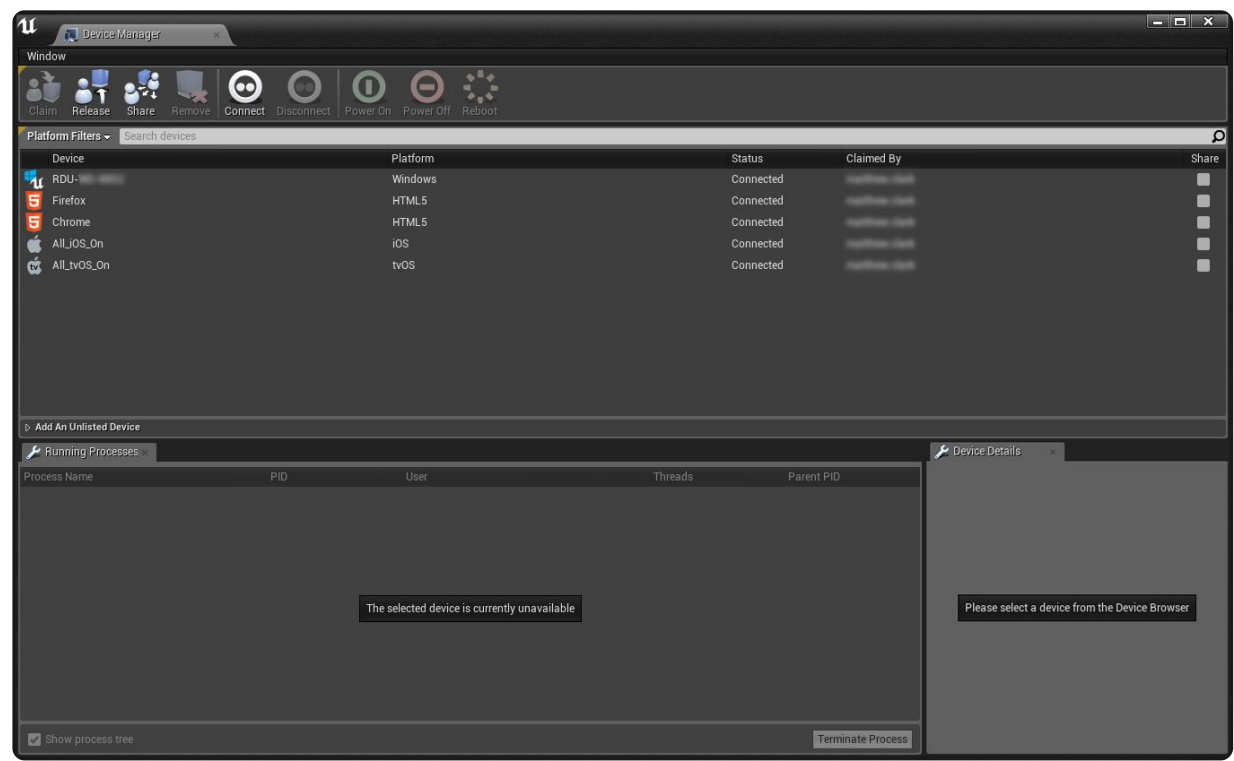 Device Manager
Window
Claim Release Share Remove Connect Disconnect Power On Power Off Reboot
Platform Filters Search devices
Device Platform Status Claimed By Share
RDU- Windows Connected
Firefox HTML5 Connected
Chrome HTML5 Connected
All_iOS_On iOS Connected
All_tvOS_On tvOS Connected
Add An Unlisted Device
Running Processes Device Details
Process Name PID User Threads Parent PID
The selected device is currently unavailable Please select a device from the Device Browser
Show process tree Terminate Process